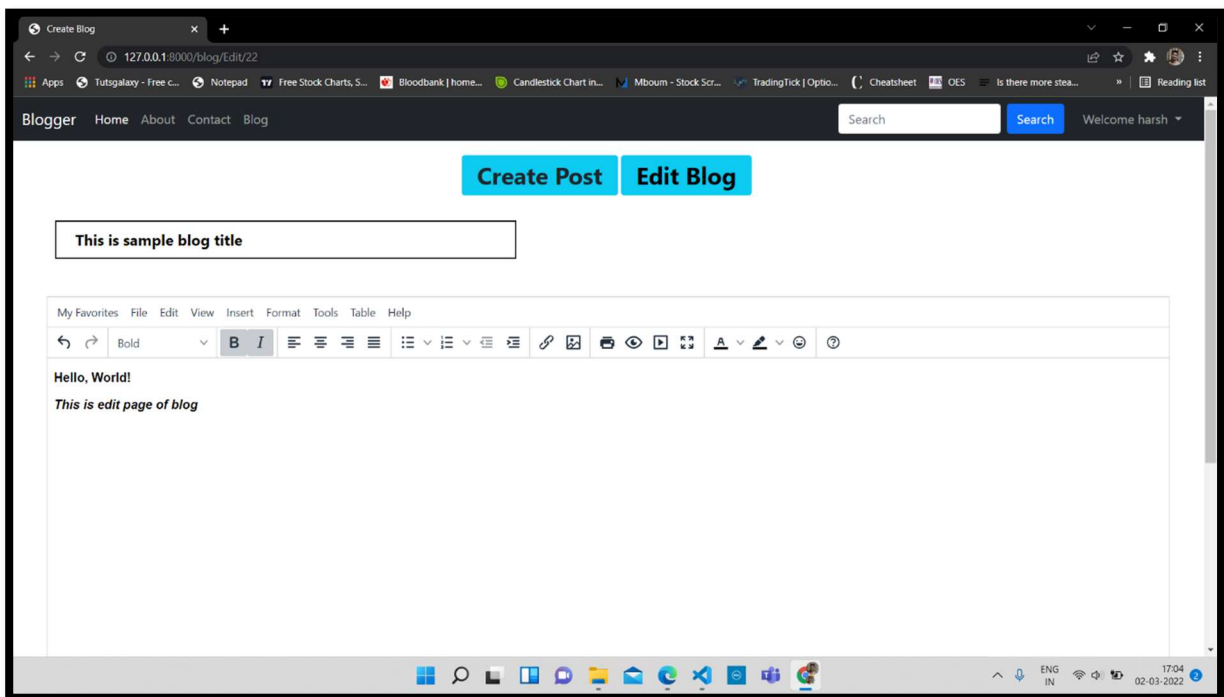 Create Blog
127.0.0.1:8000/blog/Edit/22
Apps Tutsgalaxy - Free c... Notepad Free Stock Charts, S... Bloodbank | home... Candlestick Chart in... Mboum - Stock Scr... TradingTick | Optio... Cheatsheet OES Is there more stea... » Reading list
Blogger Home About Contact Blog Search Search Welcome harsh
Create Post Edit Blog
This is sample blog title
My Favorites File Edit View Insert Format Tools Table Help
Bold B I A
Hello, World!
This is edit page of blog
ENG 17:04
IN 02-03-2022 2